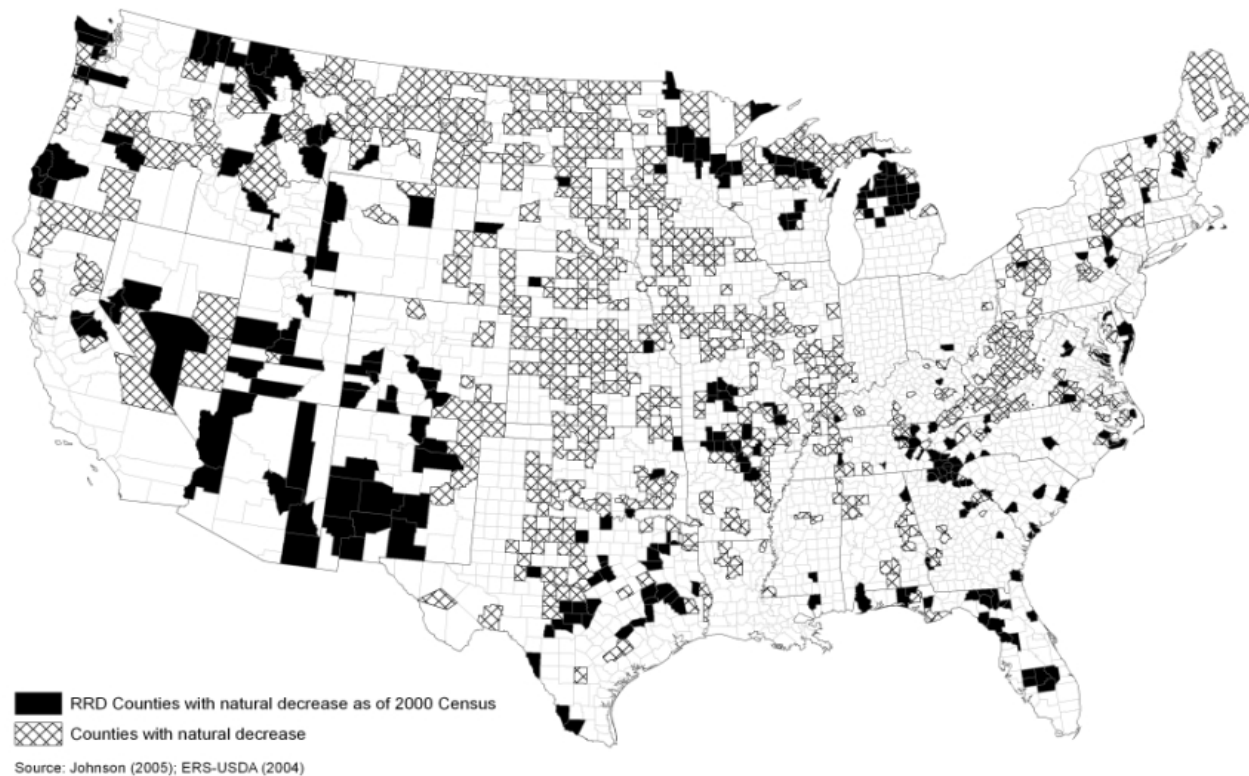 RRD Counties with natural decrease as of 2000 Census
Counties with natural decrease
Source: Johnson (2005); ERS-USDA (2004)